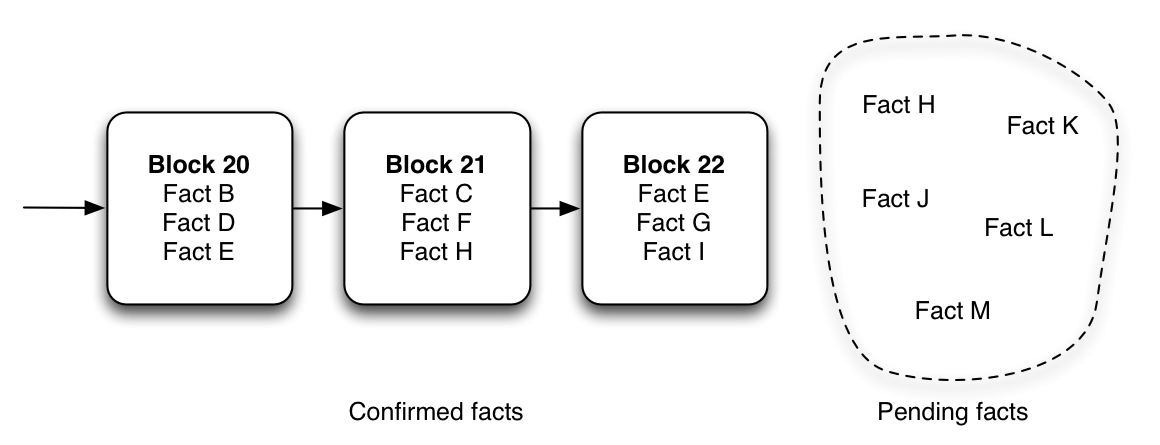 Block 20
Fact B
Fact D
Fact E
Block 21
Fact C
Fact F
Fact H
Block 22
Fact E
Fact G
Fact I
Fact H
Fact K
Fact J
Fact L
Fact M
Confirmed facts
Pending facts